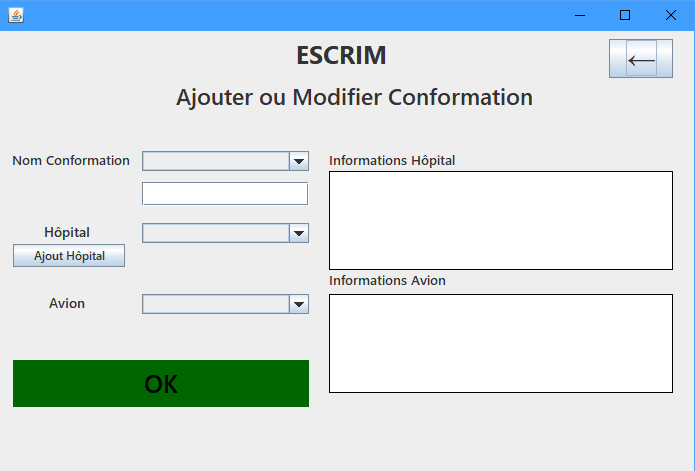 ESCRIM
←
Ajouter ou Modifier Conformation
Nom Conformation
Informations Hôpital
Hôpital
Ajout Hôpital
Informations Avion
Avion
OK